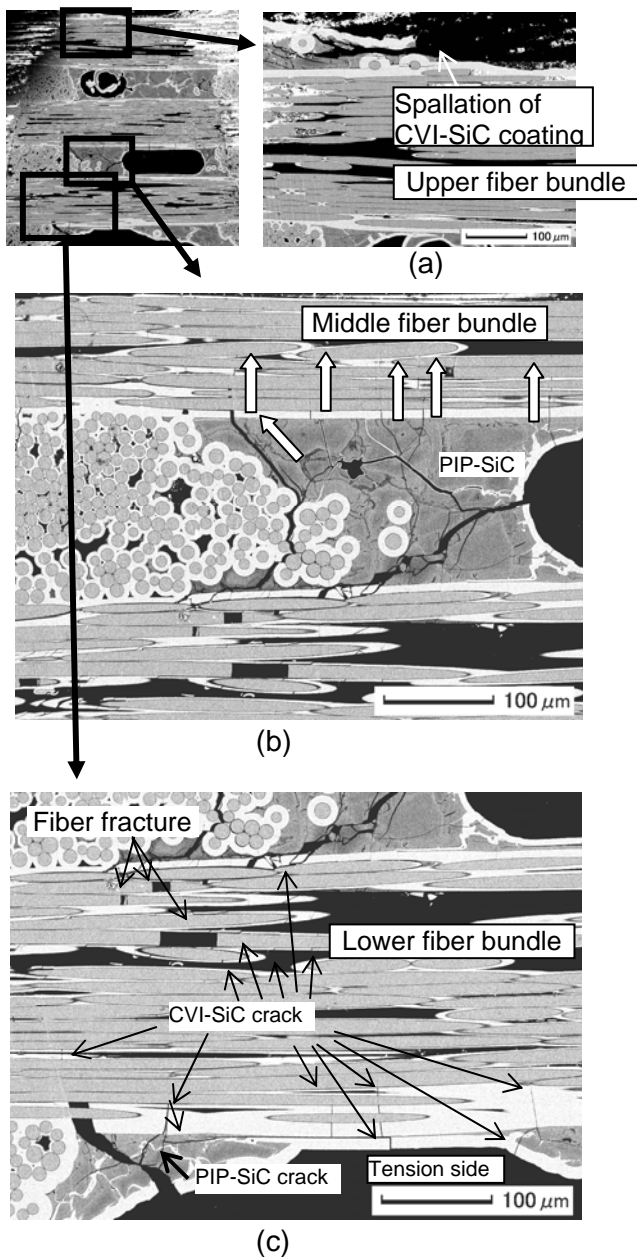 Spallation of
CVI-SiC coating
Upper fiber bundle
100 μm
(a)
Middle fiber bundle
PIP-SiC
100 μm
(b)
Fiber fracture
Lower fiber bundle
CVI-SiC crack
PIP-SiC crack
Tension side
100 μm
(c)